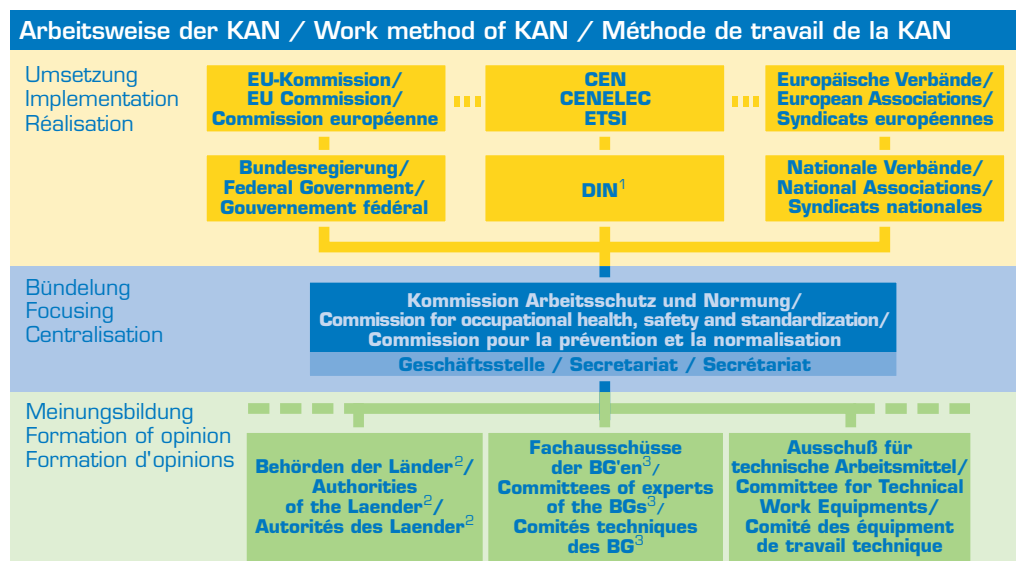 Arbeitsweise der KAN / Work method of KAN / Méthode de travail de la KAN
Umsetzung
Implementation
Réalisation
EU-Kommission/
EU Commission/
Commission européenne
CEN
CENELEC
ETSI
Europäische Verbände/
European Associations/
Syndicats européennes
Bundesregierung/
Federal Government/
Gouvernement fédéral
DIN¹
Nationale Verbände/
National Associations/
Syndicats nationales
Bündelung
Focusing
Centralisation
Kommission Arbeitsschutz und Normung/
Commission for occupational health, safety and standardization/
Commission pour la prévention et la normalisation
Geschäftsstelle / Secretariat / Secrétariat
Meinungsbildung
Formation of opinion
Formation d'opinions
Behörden der Länder²/
Authorities
of the Laender²/
Autorités des Laender²
Fachausschüsse
der BG'en³/
Committees of experts
of the BGs³/
Comités techniques
des BG³
Ausschuß für
technische Arbeitsmittel/
Committee for Technical
Work Equipments/
Comité des équipment
de travail technique